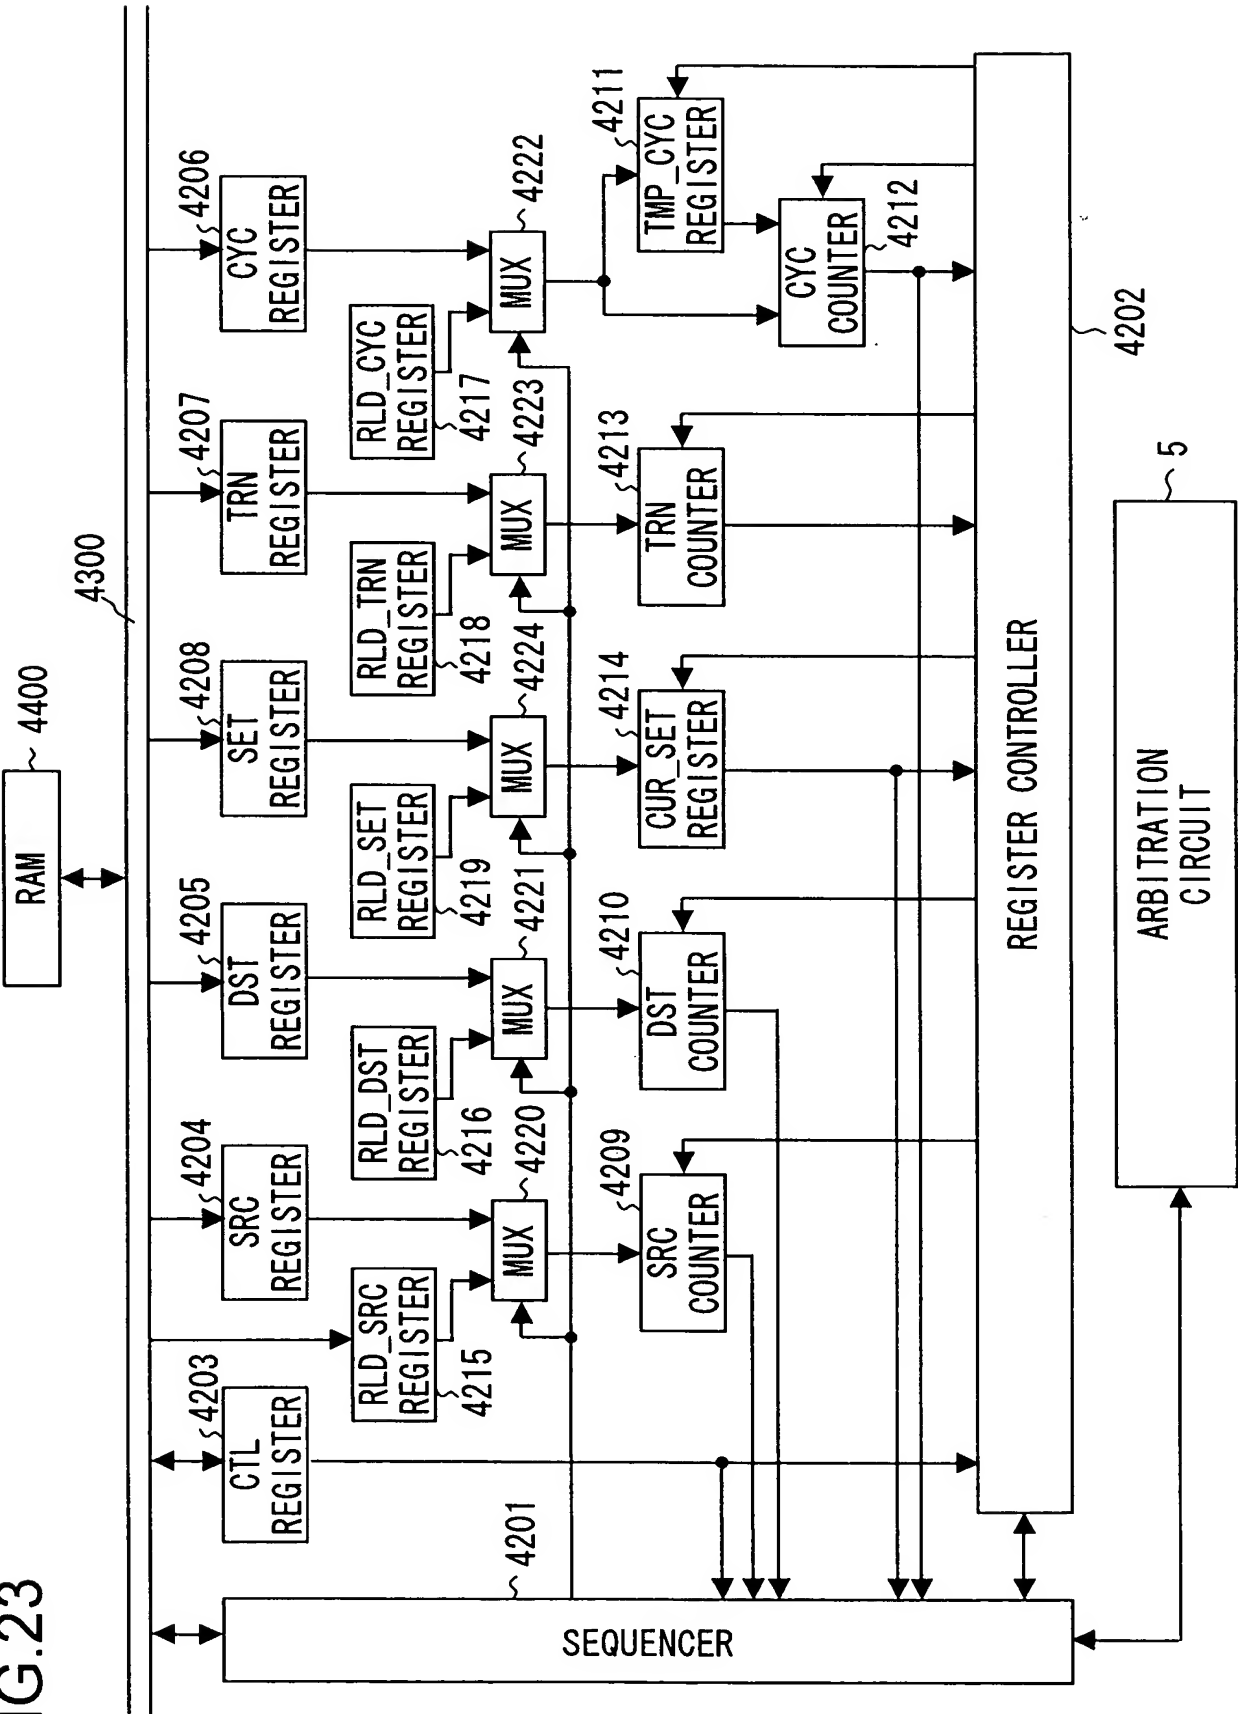 FIG.23
RAM
4400
4300
CTL
REGISTER
4203
SRC
REGISTER
4204
DST
REGISTER
4205
SET
REGISTER
4208
TRN
REGISTER
4207
CYC
REGISTER
4206
RLD_SRC
REGISTER
4215
RLD_DST
REGISTER
4216
RLD_SET
REGISTER
4219
RLD_TRN
REGISTER
4218
RLD_CYC
REGISTER
4217
MUX
4220
MUX
4221
MUX
4224
MUX
4223
MUX
4222
SRC
COUNTER
4209
DST
COUNTER
4210
CUR_SET
REGISTER
4214
TRN
COUNTER
4213
TMP_CYC
REGISTER
4211
CYC
COUNTER
4212
SEQUENCER
4201
REGISTER CONTROLLER
4202
ARBITRATION
CIRCUIT
5